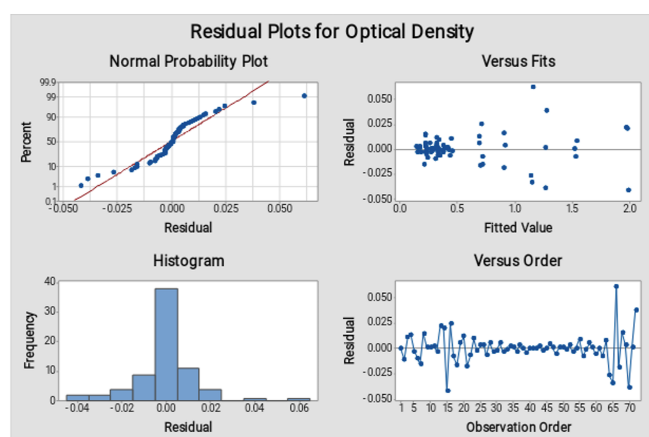 Residual Plots for Optical Density
Normal Probability Plot
99.9
99
90
50
10
1
0.1
Percent
-0.050 -0.025 0.000 0.025 0.050
Residual
Versus Fits
0.050
0.025
0.000
-0.025
-0.050
Residual
0.0 0.5 1.0 1.5 2.0
Fitted Value
Histogram
40
30
20
10
0
Frequency
-0.04 -0.02 0.00 0.02 0.04 0.06
Residual
Versus Order
0.050
0.025
0.000
-0.025
-0.050
Residual
1 5 10 15 20 25 30 35 40 45 50 55 60 65 70
Observation Order